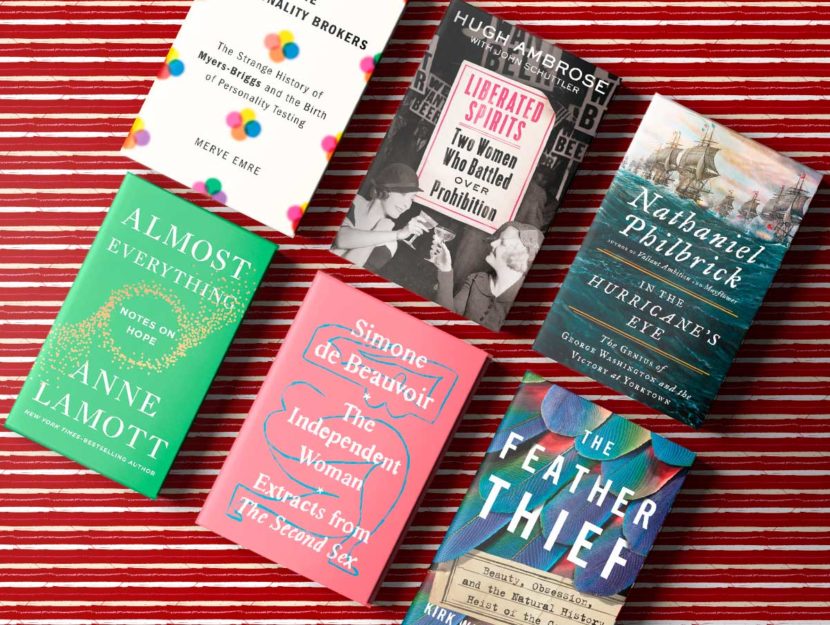 NALITY BROKERS
The Strange History of
Myers-Briggs and the Birth
of Personality Testing
MERVE EMRE
HUGH AMBROSE
WITH JOHN SCHUTTLER
LIBERATED
SPIRITS
Two Women
Who Battled
OVER
Prohibition
BEER
Nathaniel
Philbrick
AUTHOR OF Valiant Ambition AND Mayflower
IN THE
HURRICANE'S
EYE
The Genius of
George Washington and the
Victory at Yorktown
ALMOST
EVERYTHING
NOTES ON
HOPE
ANNE
LAMOTT
NEW YORK TIMES-BESTSELLING AUTHOR
Simone
de Beauvoir
*
The
Independent
Woman
*
Extracts from
The Second Sex
THE
FEATHER
THIEF
Beauty, Obsession,
and the Natural History
Heist of the
KIRK